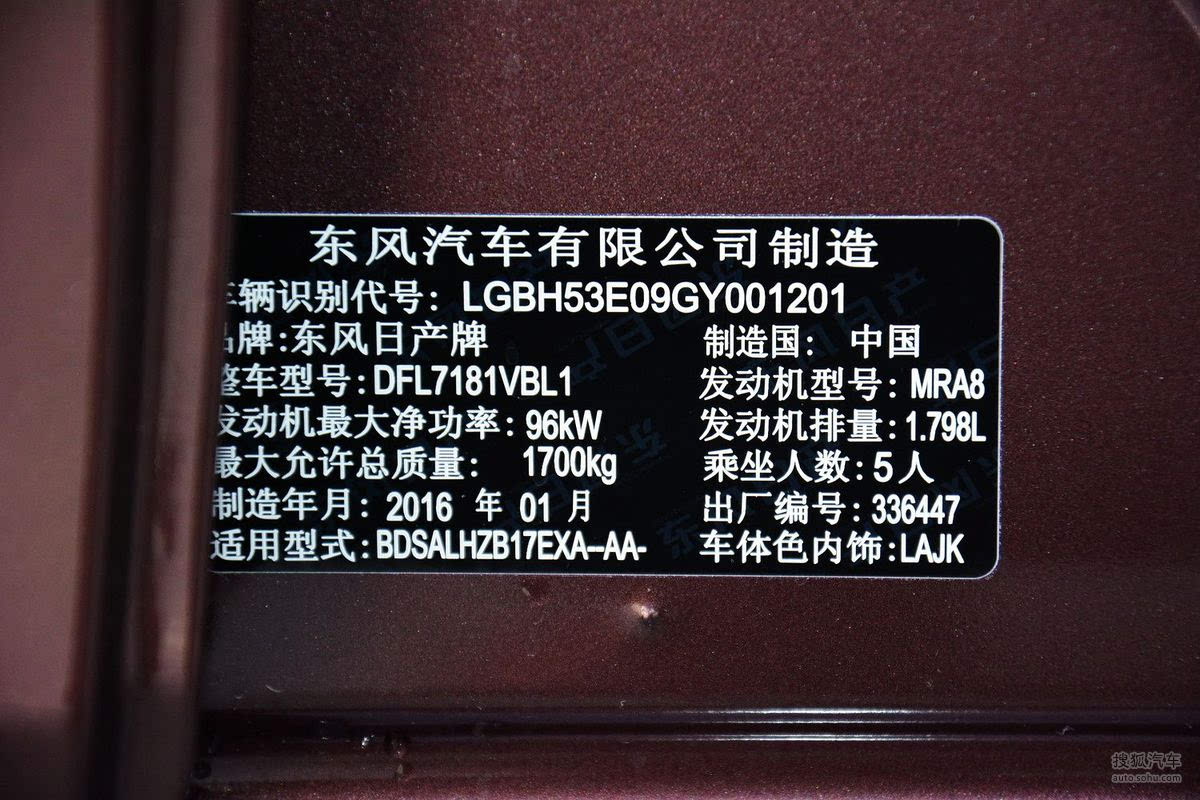 东风汽车有限公司制造
车辆识别代号: LGBH53E09GY001201
品牌:东风日产牌 制造国: 中国
整车型号:DFL7181VBL1 发动机型号: MRA8
发动机最大净功率: 96kW 发动机排量:1.798L
最大允许总质量: 1700kg 乘坐人数:5人
制造年月: 2016 年 01 月 出厂编号: 336447
适用型式:BDSALHZB17EXA--AA- 车体色内饰:LAJK
搜狐汽车
auto.sohu.com